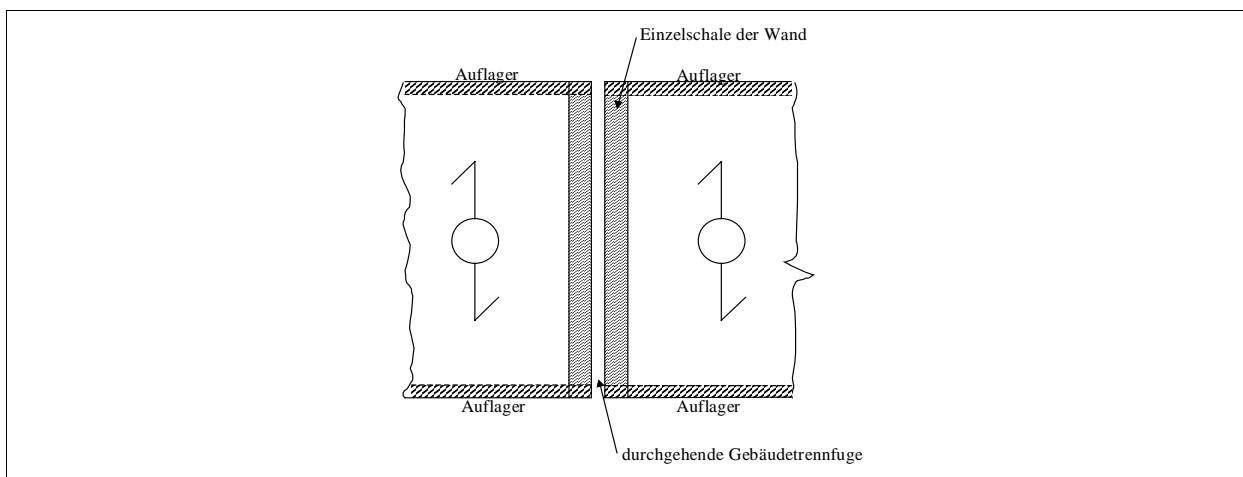 Einzelschale der Wand
Auflager
Auflager
Auflager
Auflager
durchgehende Gebäudetrennfuge